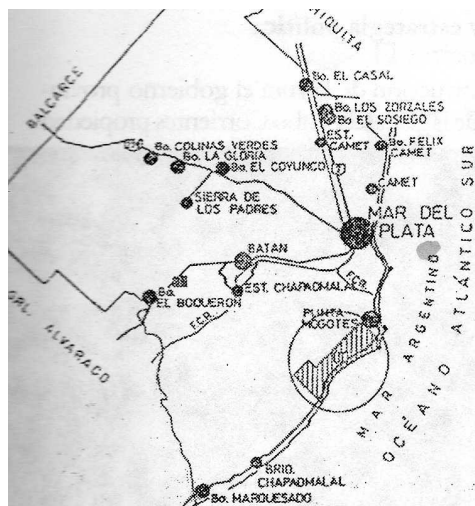 CHIQUITA
BALCARCE
Bo. EL CASAL
Bo. LOS ZORZALES
Bo EL SOSIEGO
EST. CAMET
Bo. FELIX CAMET
Bo. COLINAS VERDES
Bo. LA GLORIA
Bo. EL COYUNCO
SIERRA DE LOS PADRES
CAMET
MAR DEL PLATA
BATAN
Bo. EL BOQUERON
EST. CHAPADMALAL
F.C.R.
F.C.R.
GRL. ALVARADO
PUNTA MOGOTES
MAR ARGENTINO
OCÉANO ATLÁNTICO SUR
BRIO. CHAPADMALAL
Bo. MARQUESADO